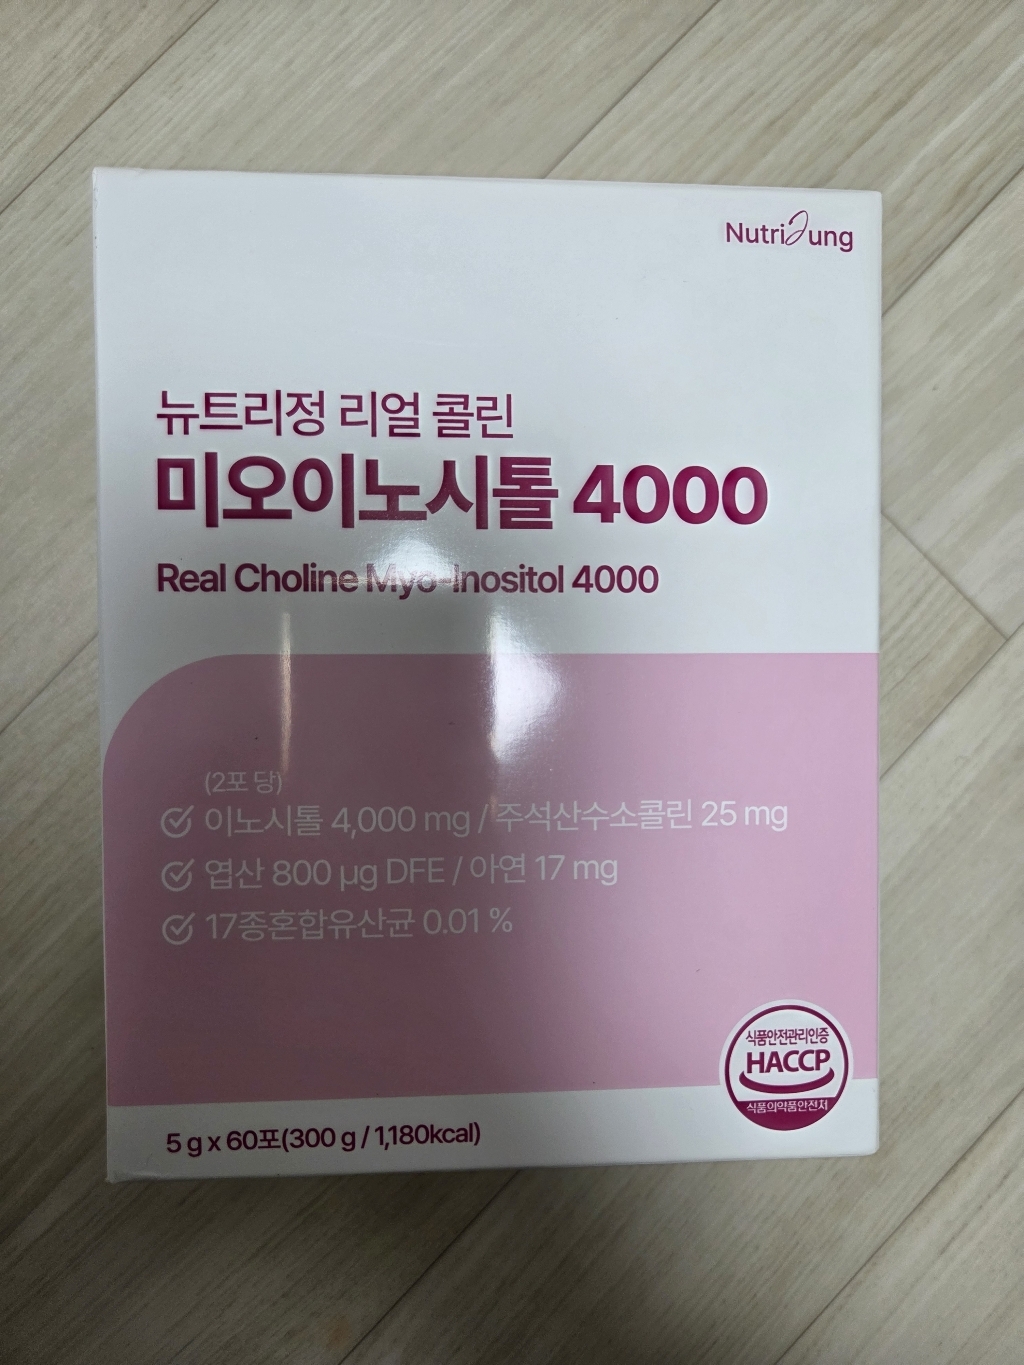 NutriJung
뉴트리정 리얼 콜린
미오이노시톨 4000
Real Choline Myo-Inositol 4000
(2포 당)
이노시톨 4,000 mg / 주석산수소콜린 25 mg
엽산 800 μg DFE / 아연 17 mg
17종혼합유산균 0.01 %
식품안전관리인증
HACCP
식품의약품안전처
5 g x 60포(300 g / 1,180kcal)